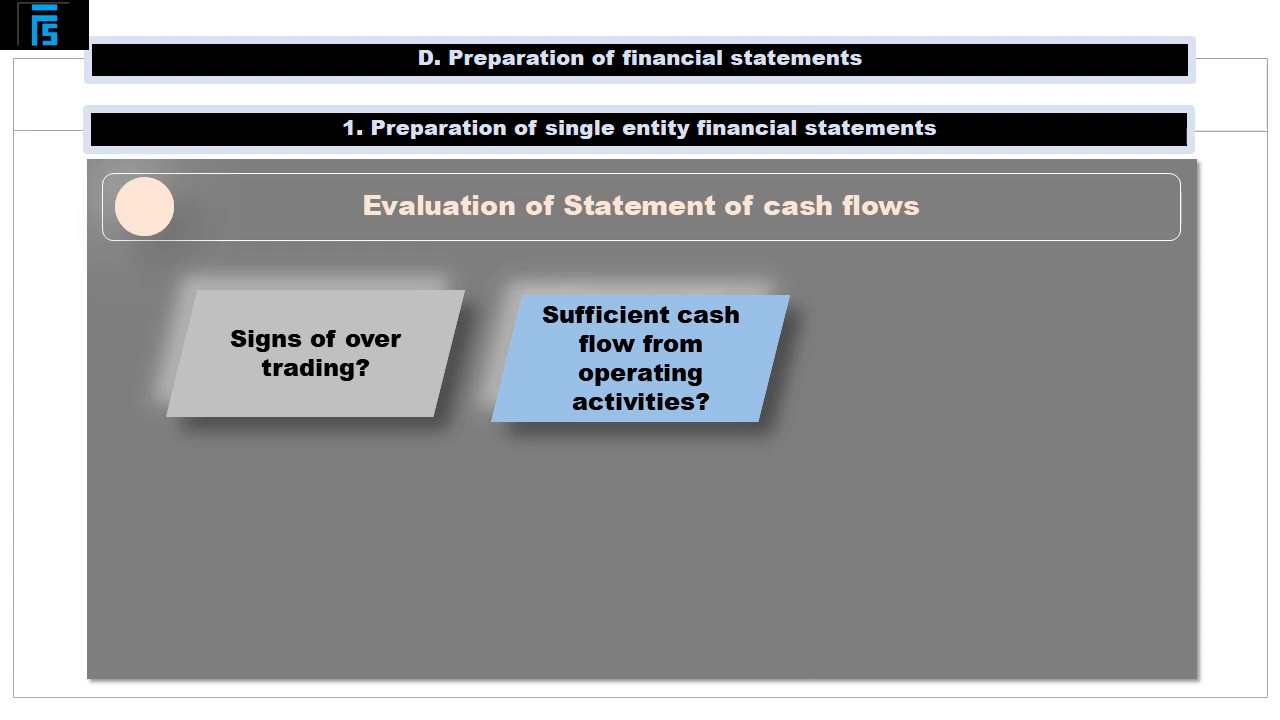 D. Preparation of financial statements
1. Preparation of single entity financial statements
Evaluation of Statement of cash flows
Signs of over
trading?
Sufficient cash
flow from
operating
activities?